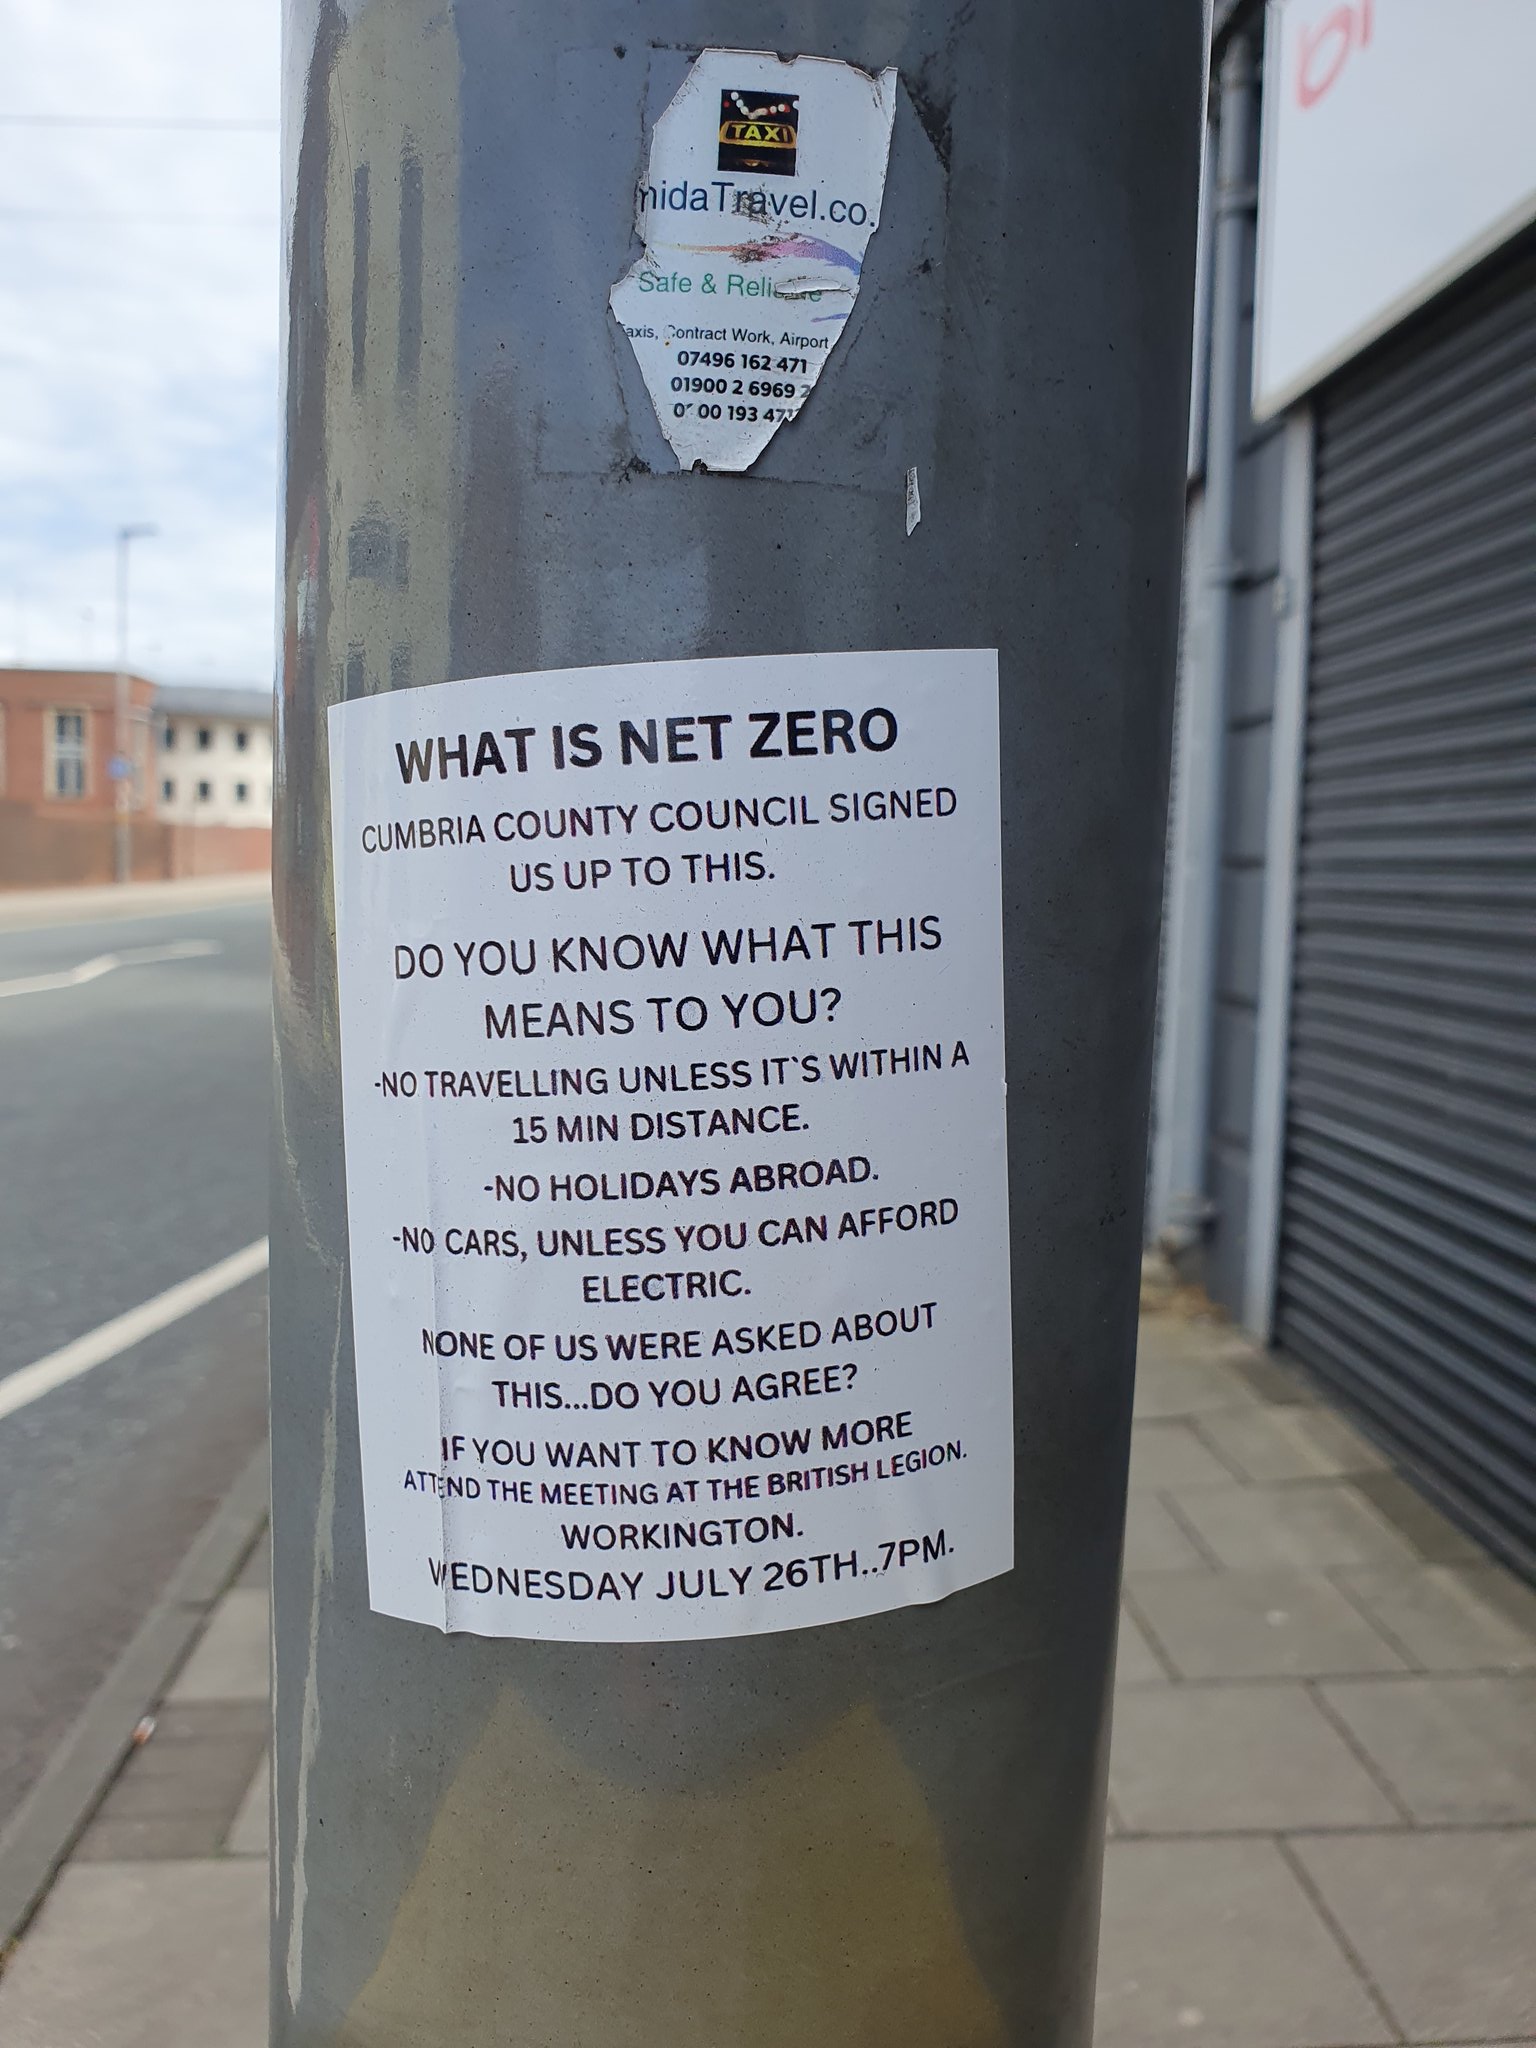 TAXI
idaTravel.co.
Safe &
axis, Contract Work, Airport
07496 162 471
01900 2 6969
00 193 47
WHAT IS NET ZERO
CUMBRIA COUNTY COUNCIL SIGNED
US UP TO THIS.
DO YOU KNOW WHAT THIS
MEANS TO YOU?
-NO TRAVELLING UNLESS IT`S WITHIN A
15 MIN DISTANCE.
-NO HOLIDAYS ABROAD.
-NO CARS, UNLESS YOU CAN AFFORD
ELECTRIC.
NONE OF US WERE ASKED ABOUT
THIS...DO YOU AGREE?
IF YOU WANT TO KNOW MORE
ATTEND THE MEETING AT THE BRITISH LEGION.
WORKINGTON.
WEDNESDAY JULY 26TH..7PM.